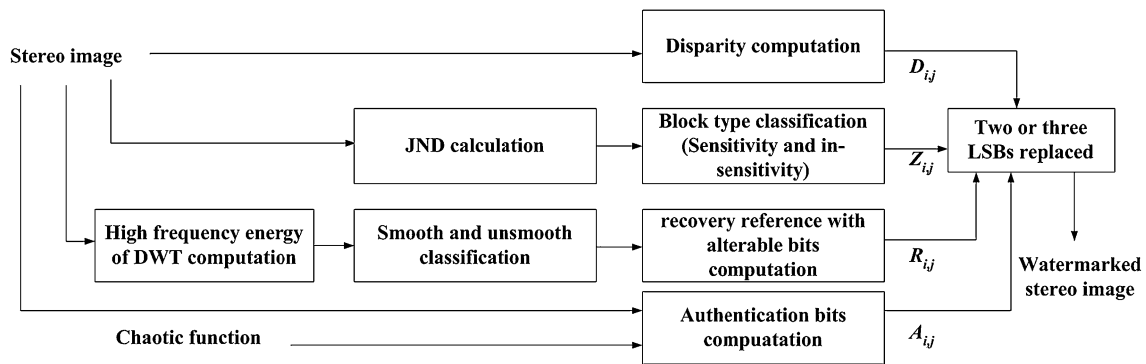 Stereo image
Disparity computation
D i,j
JND calculation
Block type classification
(Sensitivity and in-
sensitivity)
Z i,j
Two or three
LSBs replaced
High frequency energy
of DWT computation
Smooth and unsmooth
classification
recovery reference with
alterable bits
computation
R i,j
Watermarked
stereo image
Chaotic function
Authentication bits
compuatation
A i,j